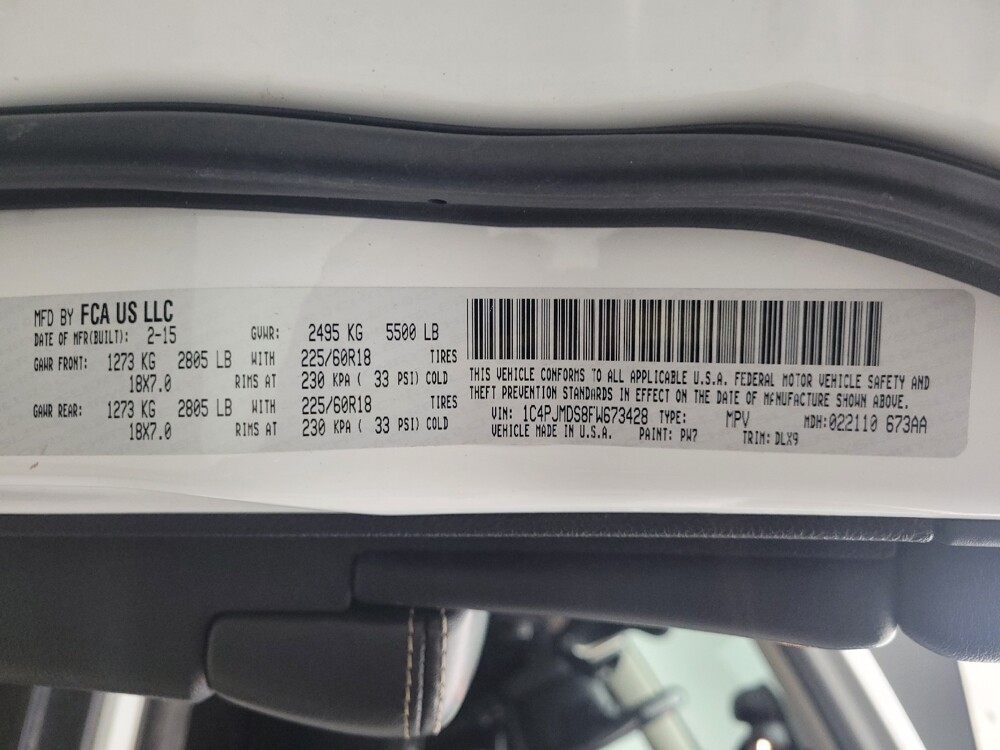 MFD BY FCA US LLC
DATE OF MFR(BUILT): 2-15 GVWR: 2495 KG 5500 LB
GAWR FRONT: 1273 KG 2805 LB WITH 225/60R18 TIRES
18X7.0 RIMS AT 230 KPA ( 33 PSI) COLD
GAWR REAR: 1273 KG 2805 LB WITH 225/60R18 TIRES
18X7.0 RIMS AT 230 KPA ( 33 PSI) COLD
THIS VEHICLE CONFORMS TO ALL APPLICABLE U.S.A. FEDERAL MOTOR VEHICLE SAFETY AND
THEFT PREVENTION STANDARDS IN EFFECT ON THE DATE OF MANUFACTURE SHOWN ABOVE.
VIN: 1C4PJMDS8FW673428 TYPE: MPV MDH:022110 673AA
VEHICLE MADE IN U.S.A. PAINT: PW7 TRIM: DLX9